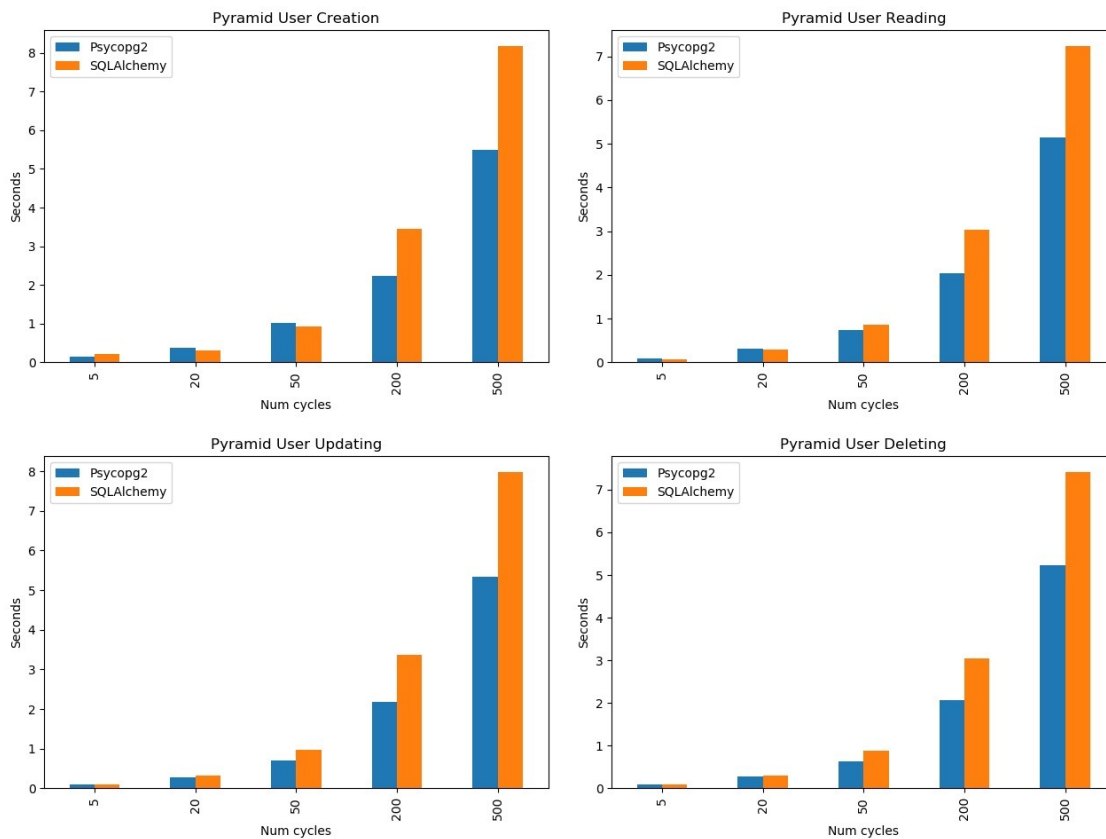 Pyramid User Creation
Psycopg2
SQLAlchemy
8
7
6
5
4
3
2
1
0
Seconds
5
20
50
200
500
Num cycles
Pyramid User Reading
Psycopg2
SQLAlchemy
7
6
5
4
3
2
1
0
Seconds
5
20
50
200
500
Num cycles
Pyramid User Updating
Psycopg2
SQLAlchemy
8
7
6
5
4
3
2
1
0
Seconds
5
20
50
200
500
Num cycles
Pyramid User Deleting
Psycopg2
SQLAlchemy
7
6
5
4
3
2
1
0
Seconds
5
20
50
200
500
Num cycles